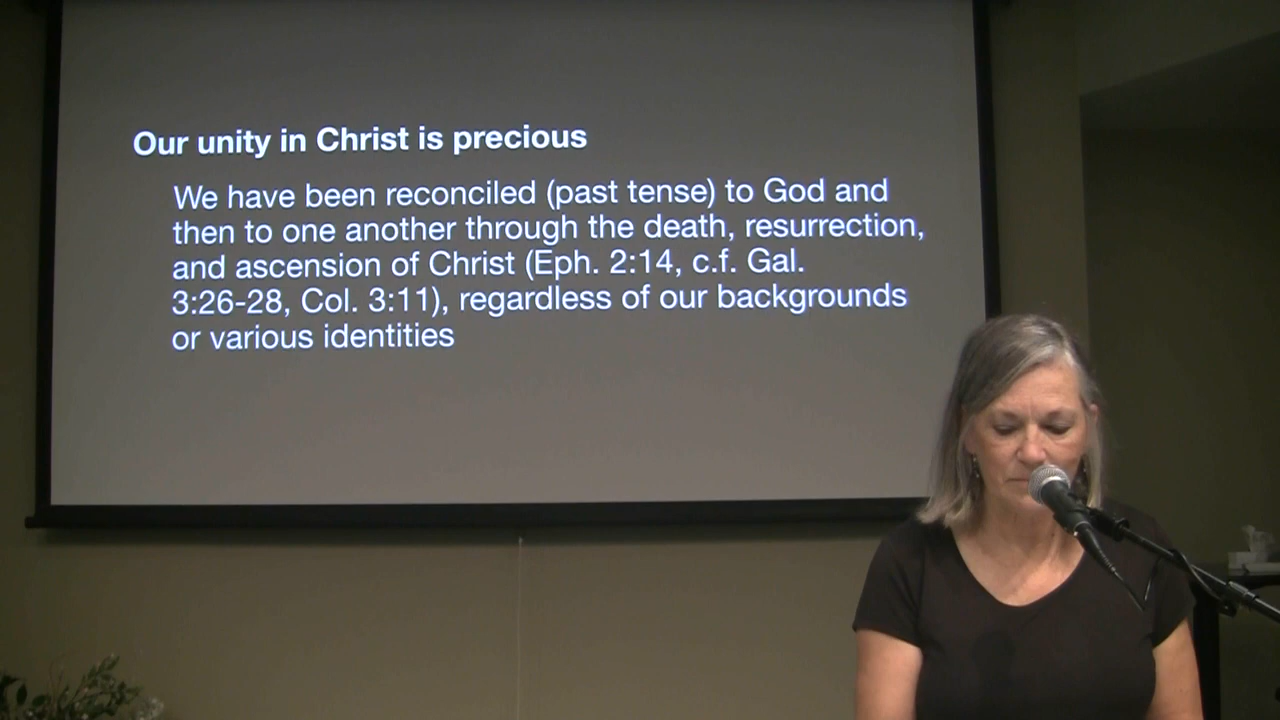 Our unity in Christ is precious
We have been reconciled (past tense) to God and
then to one another through the death, resurrection,
and ascension of Christ (Eph. 2:14, c.f. Gal.
3:26-28, Col. 3:11), regardless of our backgrounds
or various identities